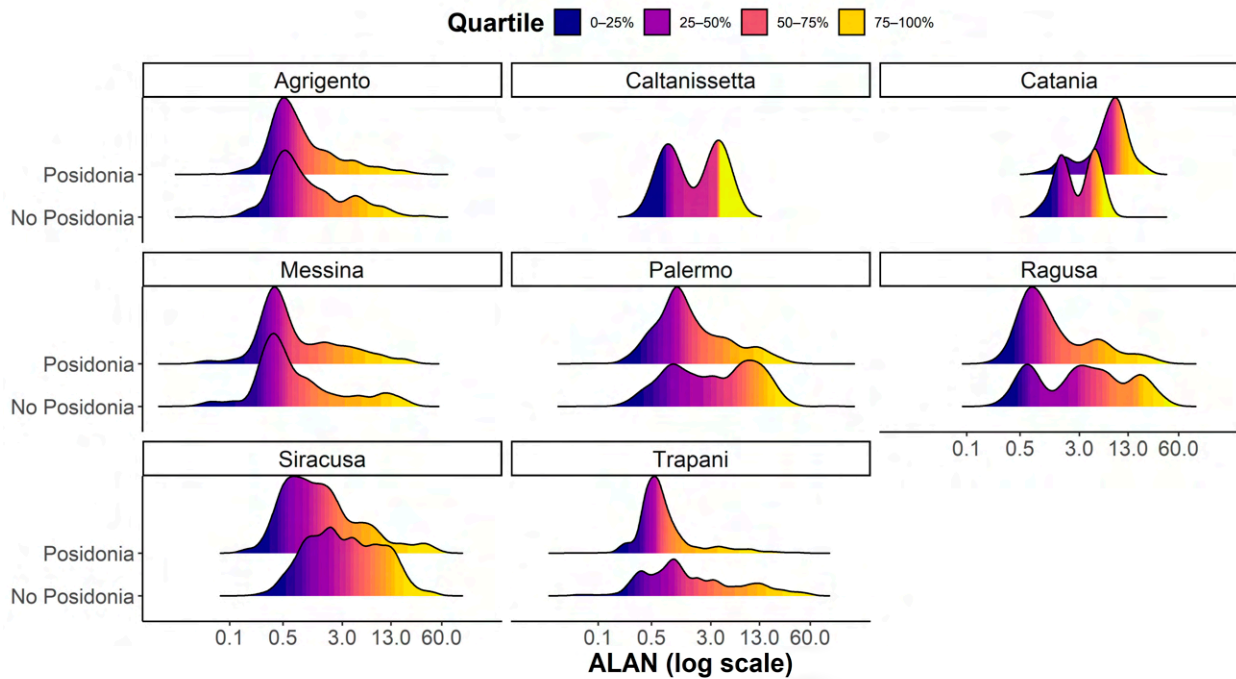 Quartile 0–25% 25–50% 50–75% 75–100%
Agrigento Caltanissetta Catania
Posidonia
No Posidonia
Messina Palermo Ragusa
Posidonia
No Posidonia
0.1 0.5 3.0 13.0 60.0
Siracusa Trapani
Posidonia
No Posidonia
0.1 0.5 3.0 13.0 60.0 0.1 0.5 3.0 13.0 60.0
ALAN (log scale)